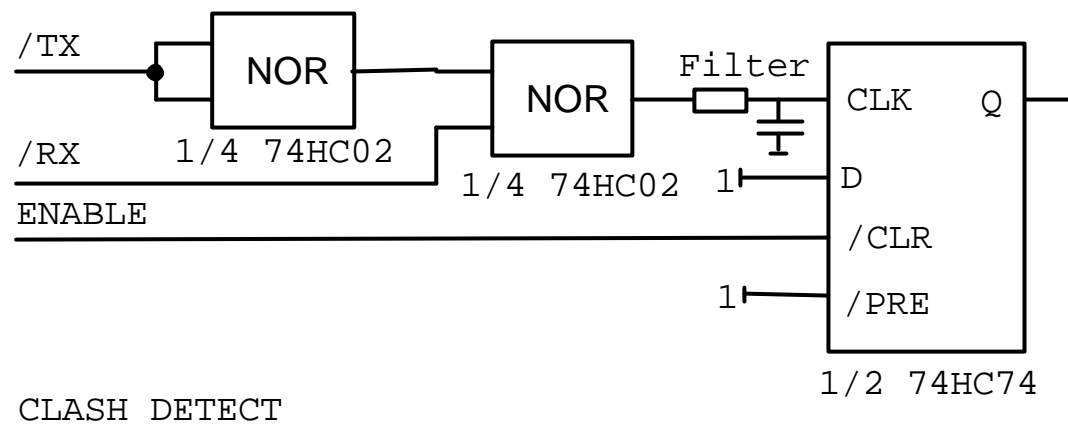 /TX
NOR
NOR
Filter
CLK
Q
/RX
1/4 74HC02
1/4 74HC02
1
D
ENABLE
/CLR
1
/PRE
1/2 74HC74
CLASH DETECT